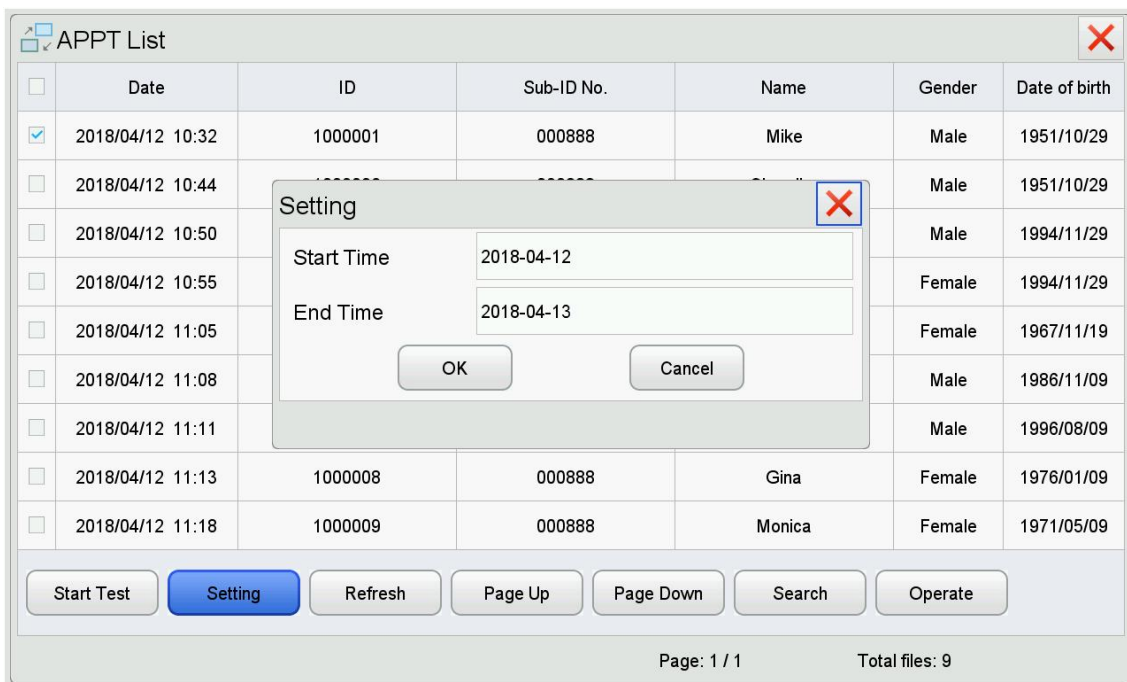 APPT List
Date ID Sub-ID No. Name Gender Date of birth
2018/04/12 10:32 1000001 000888 Mike Male 1951/10/29
2018/04/12 10:44 Male 1951/10/29
Setting
2018/04/12 10:50 Male 1994/11/29
Start Time 2018-04-12
2018/04/12 10:55 Female 1994/11/29
End Time 2018-04-13
2018/04/12 11:05 Female 1967/11/19
OK Cancel
2018/04/12 11:08 Male 1986/11/09
2018/04/12 11:11 Male 1996/08/09
2018/04/12 11:13 1000008 000888 Gina Female 1976/01/09
2018/04/12 11:18 1000009 000888 Monica Female 1971/05/09
Start Test Setting Refresh Page Up Page Down Search Operate
Page: 1 / 1 Total files: 9